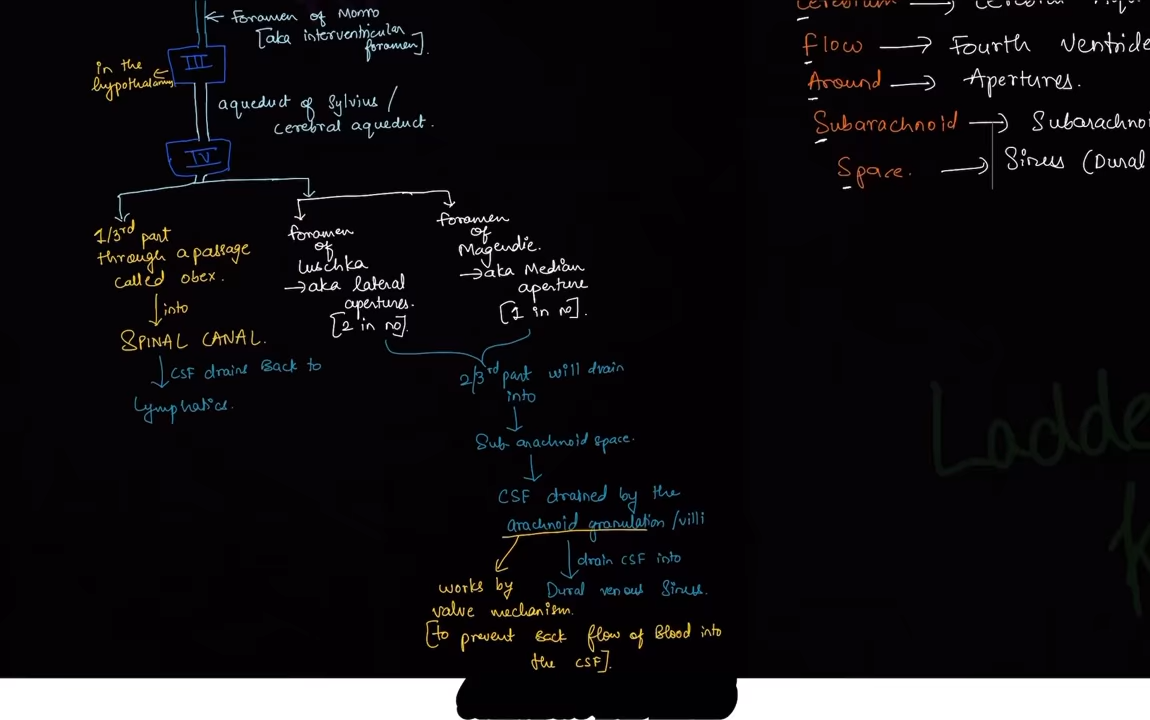 Foramen of Monro
[aka interventricular
foramen].
III
in the
hypothalamus
aqueduct of Sylvius /
cerebral aqueduct.
IV
1/3rd part
through a passage
called obex.
into
SPINAL CANAL.
CSF drains Back to
Lymphatics.
foramen
of
Luschka
→aka lateral
apertures.
[2 in no].
foramen
of
Magendie.
→aka Median
aperture
[1 in no].
2/3rd part will drain
into
Sub arachnoid space.
CSF drained by the
arachnoid granulation /villi
drain CSF into
Dural venous Siness.
works by
valve mechanism.
[to prevent Back flow of Blood into
the CSF].
Flow → Fourth Ventricle
Around → Apertures.
Subarachnoid → Subarachnoi
Space. → Siness (Dural
Ladde